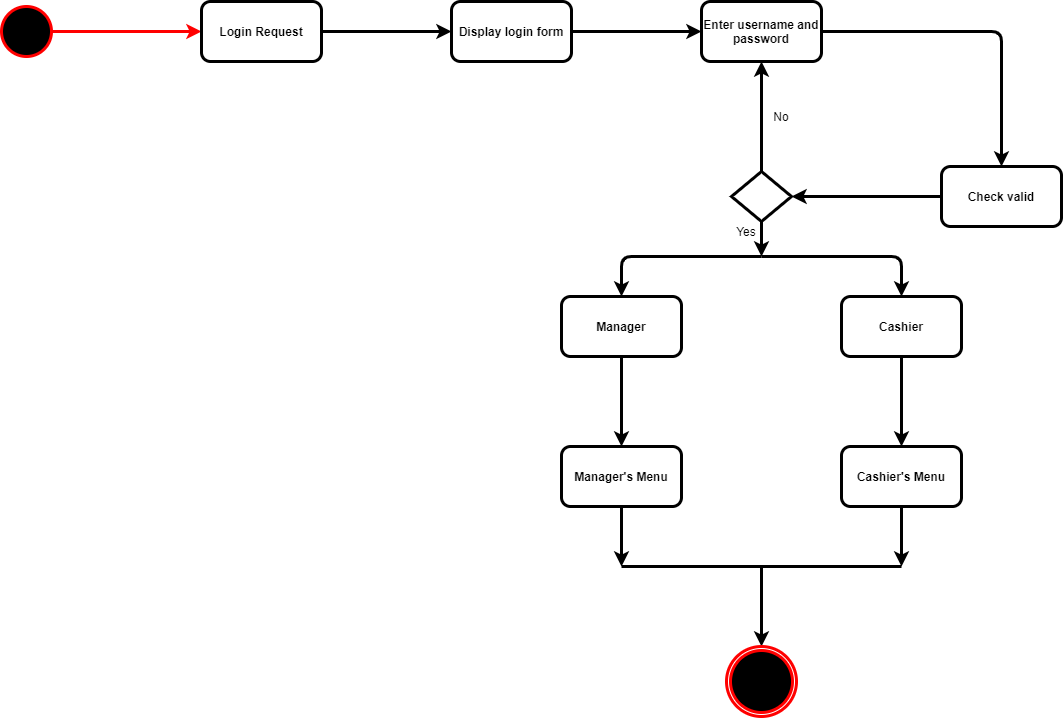 Login Request
Display login form
Enter username and
password
No
Check valid
Yes
Manager
Cashier
Manager's Menu
Cashier's Menu